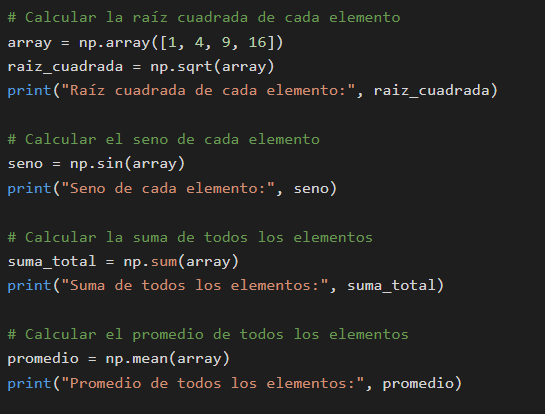 # Calcular la raíz cuadrada de cada elemento
array = np.array([1, 4, 9, 16])
raiz_cuadrada = np.sqrt(array)
print("Raíz cuadrada de cada elemento:", raiz_cuadrada)
# Calcular el seno de cada elemento
seno = np.sin(array)
print("Seno de cada elemento:", seno)
# Calcular la suma de todos los elementos
suma_total = np.sum(array)
print("Suma de todos los elementos:", suma_total)
# Calcular el promedio de todos los elementos
promedio = np.mean(array)
print("Promedio de todos los elementos:", promedio)